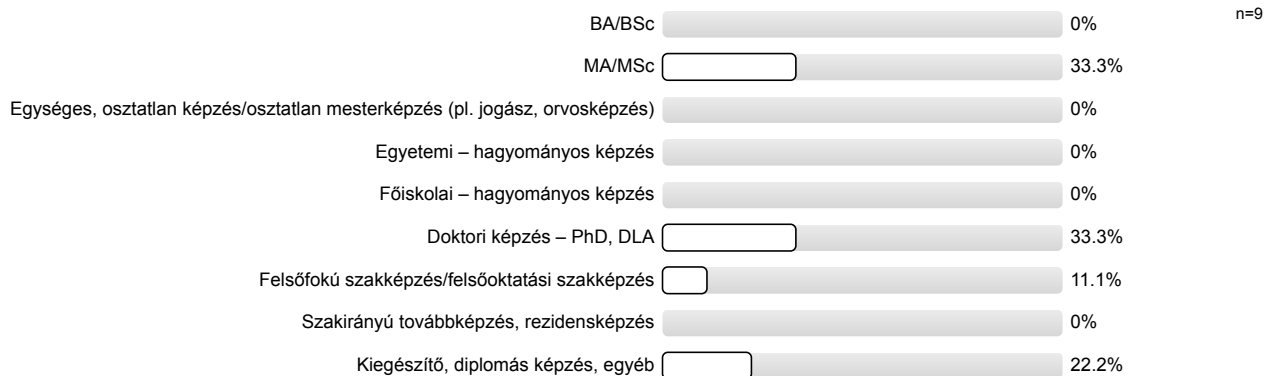 n=9
BA/BSc 0%
MA/MSc 33.3%
Egységes, osztatlan képzés/osztatlan mesterképzés (pl. jogász, orvosképzés) 0%
Egyetemi – hagyományos képzés 0%
Főiskolai – hagyományos képzés 0%
Doktori képzés – PhD, DLA 33.3%
Felsőfokú szakképzés/felsőoktatási szakképzés 11.1%
Szakirányú továbbképzés, rezidensképzés 0%
Kiegészítő, diplomás képzés, egyéb 22.2%